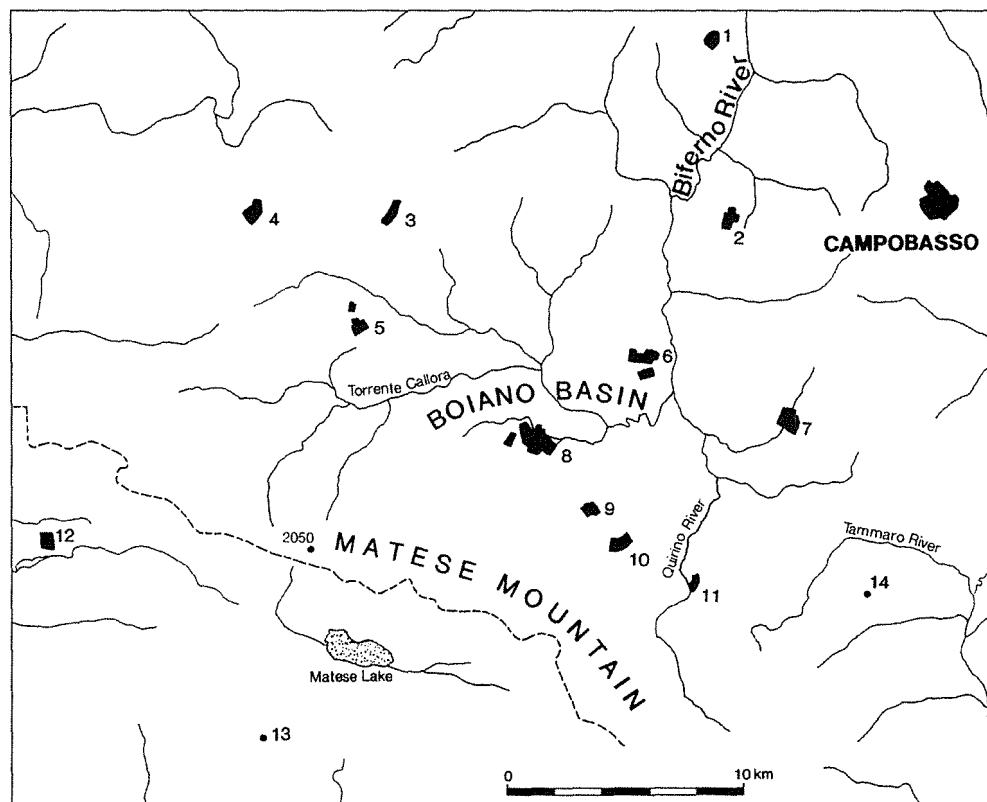 1
Biferno River
4
3
2
CAMPOBASSO
5
6
Torrente Callora
BOIANO BASIN
7
8
9
12
2050
MATESE MOUNTAIN
10
Quirino River
Tammaro River
11
14
Matese Lake
13
0
10 km